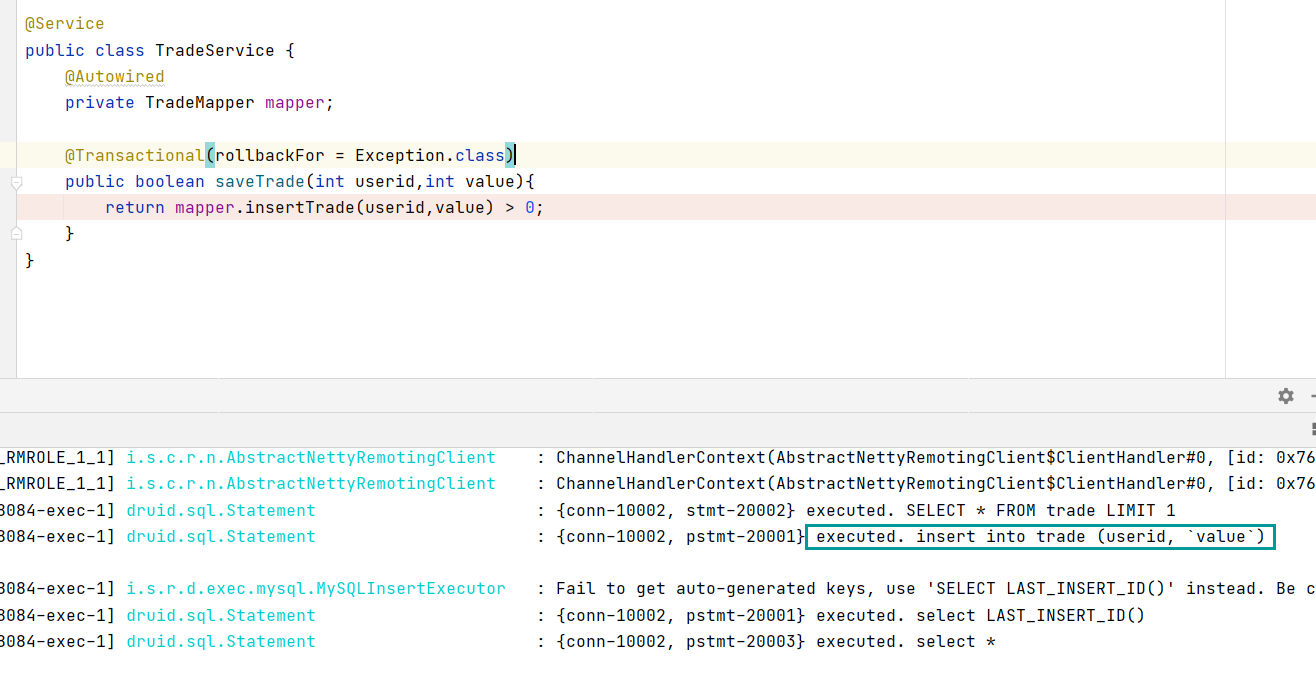 @Service
public class TradeService {
@Autowired
private TradeMapper mapper;
@Transactional(rollbackFor = Exception.class)
public boolean saveTrade(int userid,int value){
return mapper.insertTrade(userid,value) > 0;
}
}
_RMROLE_1_1] i.s.c.r.n.AbstractNettyRemotingClient : ChannelHandlerContext(AbstractNettyRemotingClient$ClientHandler#0, [id: 0x76
_RMROLE_1_1] i.s.c.r.n.AbstractNettyRemotingClient : ChannelHandlerContext(AbstractNettyRemotingClient$ClientHandler#0, [id: 0x76
8084-exec-1] druid.sql.Statement : {conn-10002, stmt-20002} executed. SELECT * FROM trade LIMIT 1
8084-exec-1] druid.sql.Statement : {conn-10002, pstmt-20001} executed. insert into trade (userid, `value`)
8084-exec-1] i.s.r.d.exec.mysql.MySQLInsertExecutor : Fail to get auto-generated keys, use 'SELECT LAST_INSERT_ID()' instead. Be c
8084-exec-1] druid.sql.Statement : {conn-10002, pstmt-20001} executed. select LAST_INSERT_ID()
8084-exec-1] druid.sql.Statement : {conn-10002, pstmt-20003} executed. select *